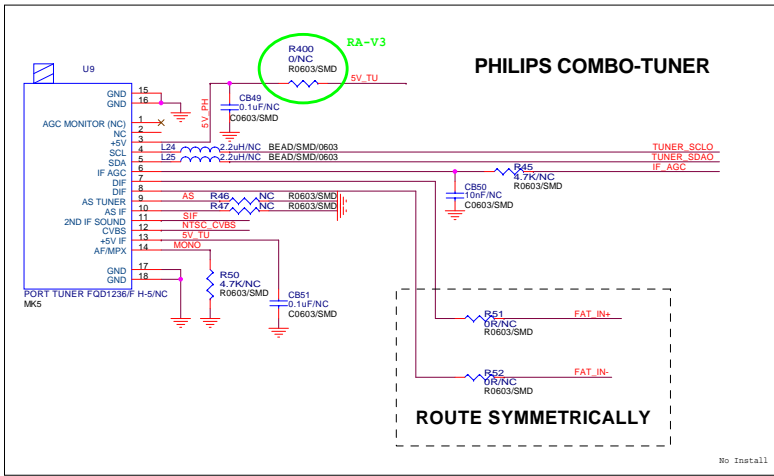 RA-V3
R400
0/NC
R0603/SMD
5V_TU
PHILIPS COMBO-TUNER
U9
GND 15
GND 16
5V_PH
CB49
0.1uF/NC
C0603/SMD
AGC MONITOR (NC) 1
NC 2
+5V 3
SCL 4 L24 2.2uH/NC BEAD/SMD/0603 TUNER_SCLO
SDA 5 L25 2.2uH/NC BEAD/SMD/0603 TUNER_SDAO
IF AGC 6 R45 IF_AGC
4.7K/NC
R0603/SMD
DIF 7
DIF 8
CB50
10nF/NC
C0603/SMD
AS TUNER 9 AS R46 NC R0603/SMD
AS IF 10 R47 NC R0603/SMD
2ND IF SOUND 11 SIF
CVBS 12 NTSC_CVBS
+5V IF 13 5V_TU
AF/MPX 14 MONO
GND 17
GND 18
R50
4.7K/NC
R0603/SMD
PORT TUNER FQD1236/F H-5/NC
MK5
CB51
0.1uF/NC
C0603/SMD
R51 FAT_IN+
0R/NC
R0603/SMD
R52 FAT_IN-
0R/NC
R0603/SMD
ROUTE SYMMETRICALLY
No Install